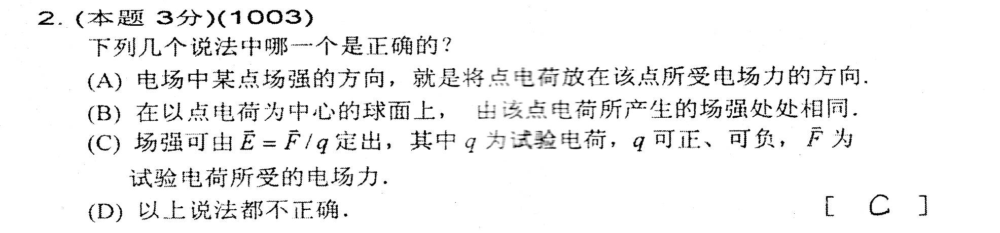 2. (本题 3分)(1003)
下列几个说法中哪一个是正确的？
(A) 电场中某点场强的方向，就是将点电荷放在该点所受电场力的方向.
(B) 在以点电荷为中心的球面上， 由该点电荷所产生的场强处处相同.
(C) 场强可由 $\bar{E} = \bar{F} / q$ 定出，其中 q 为试验电荷，q 可正、可负，$\bar{F}$ 为
试验电荷所受的电场力.
(D) 以上说法都不正确.
[ C ]